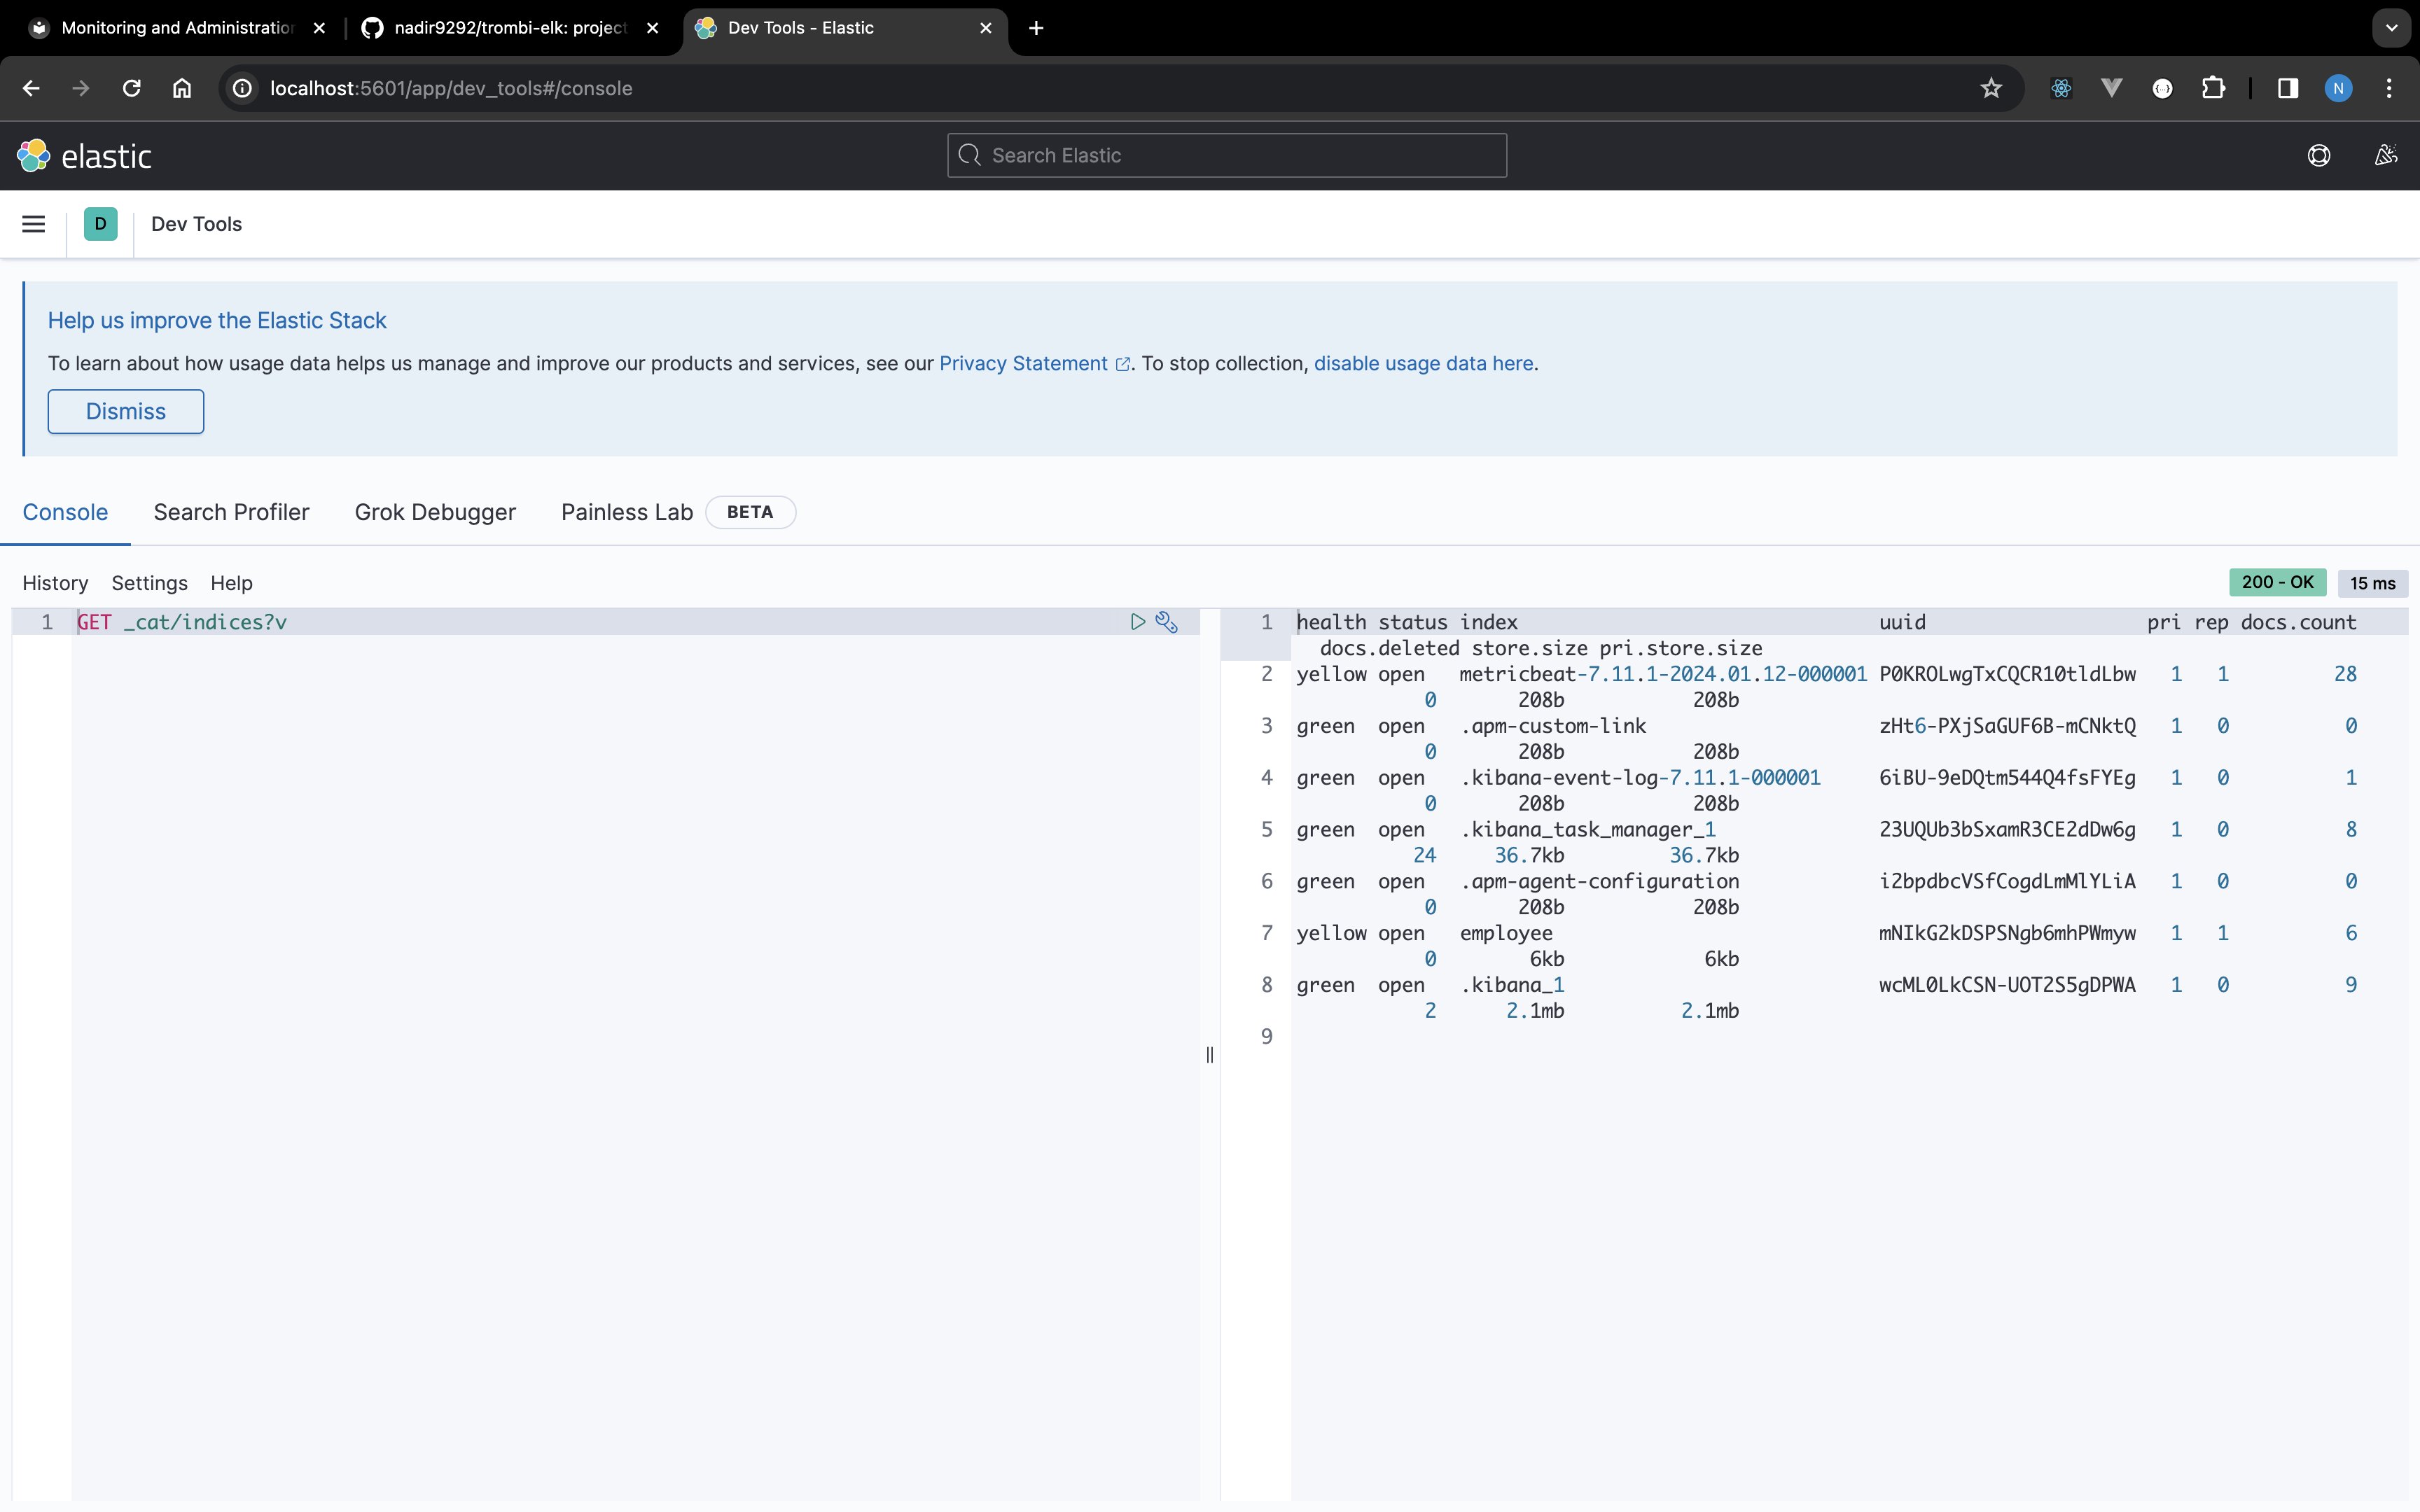 Monitoring and Administration
nadir9292/trombi-elk: project
Dev Tools - Elastic
localhost:5601/app/dev_tools#/console
N
elastic
Search Elastic
D
Dev Tools
Help us improve the Elastic Stack
To learn about how usage data helps us manage and improve our products and services, see our Privacy Statement. To stop collection, disable usage data here.
Dismiss
Console Search Profiler Grok Debugger Painless Lab BETA
History Settings Help
200 - OK 15 ms
1 GET _cat/indices?v
1 health status index uuid pri rep docs.count
docs.deleted store.size pri.store.size
2 yellow open metricbeat-7.11.1-2024.01.12-000001 P0KROLwgTxCQCR10tldLbw 1 1 28
0 208b 208b
3 green open .apm-custom-link zHt6-PXjSaGUF6B-mCNktQ 1 0 0
0 208b 208b
4 green open .kibana-event-log-7.11.1-000001 6iBU-9eDQtm544Q4fsFYEg 1 0 1
0 208b 208b
5 green open .kibana_task_manager_1 23UQUb3bSxamR3CE2dDw6g 1 0 8
24 36.7kb 36.7kb
6 green open .apm-agent-configuration i2bpdbcVSfCogdLmMlYLiA 1 0 0
0 208b 208b
7 yellow open employee mNIkG2kDSPSNgb6mhPWmyw 1 1 6
0 6kb 6kb
8 green open .kibana_1 wcML0LkCSN-UOT2S5gDPWA 1 0 9
2 2.1mb 2.1mb
9